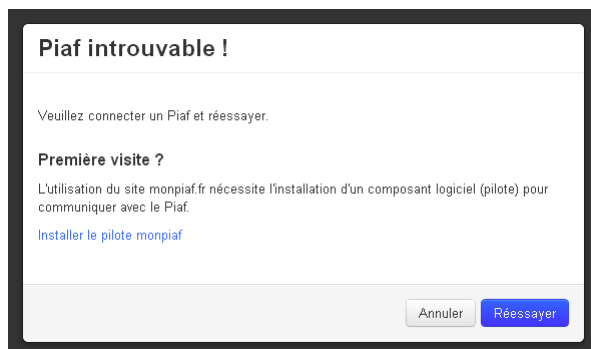 Piaf introuvable !
Veuillez connecter un Piaf et réessayer.
Première visite ?
L'utilisation du site monpiaf.fr nécessite l'installation d'un composant logiciel (pilote) pour
communiquer avec le Piaf.
Installer le pilote monpiaf
Annuler Réessayer